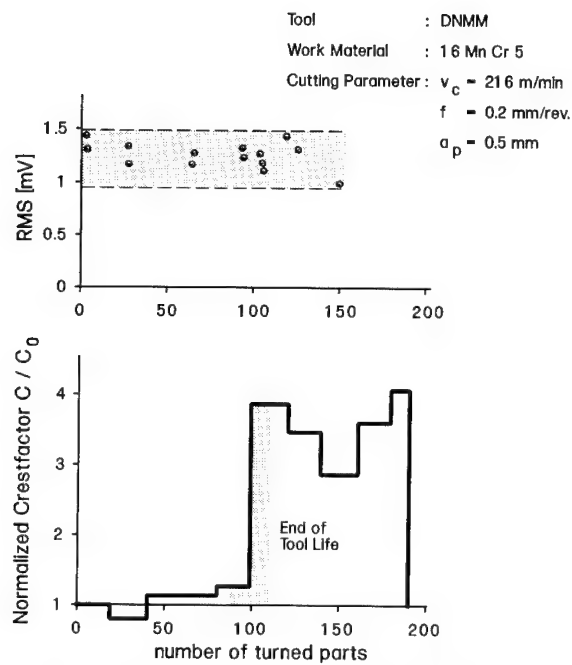 Tool : DNMM
Work Material : 16 Mn Cr 5
Cutting Parameter : v_c = 216 m/min
f = 0.2 mm/rev.
a_p = 0.5 mm
RMS [mV]
1.5
1
0.5
0
0 50 100 150 200
Normalized Crestfactor C / C_0
4
3
2
1
End of
Tool Life
0 50 100 150 200
number of turned parts